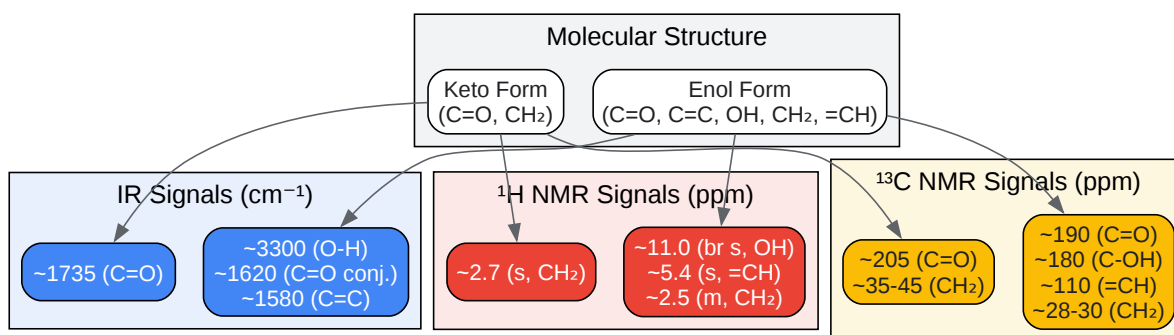 Molecular Structure
Keto Form
(C=O, CH₂)
Enol Form
(C=O, C=C, OH, CH₂, =CH)
IR Signals (cm⁻¹)
~1735 (C=O)
~3300 (O-H)
~1620 (C=O conj.)
~1580 (C=C)
¹H NMR Signals (ppm)
~2.7 (s, CH₂)
~11.0 (br s, OH)
~5.4 (s, =CH)
~2.5 (m, CH₂)
¹³C NMR Signals (ppm)
~205 (C=O)
~35-45 (CH₂)
~190 (C=O)
~180 (C-OH)
~110 (=CH)
~28-30 (CH₂)